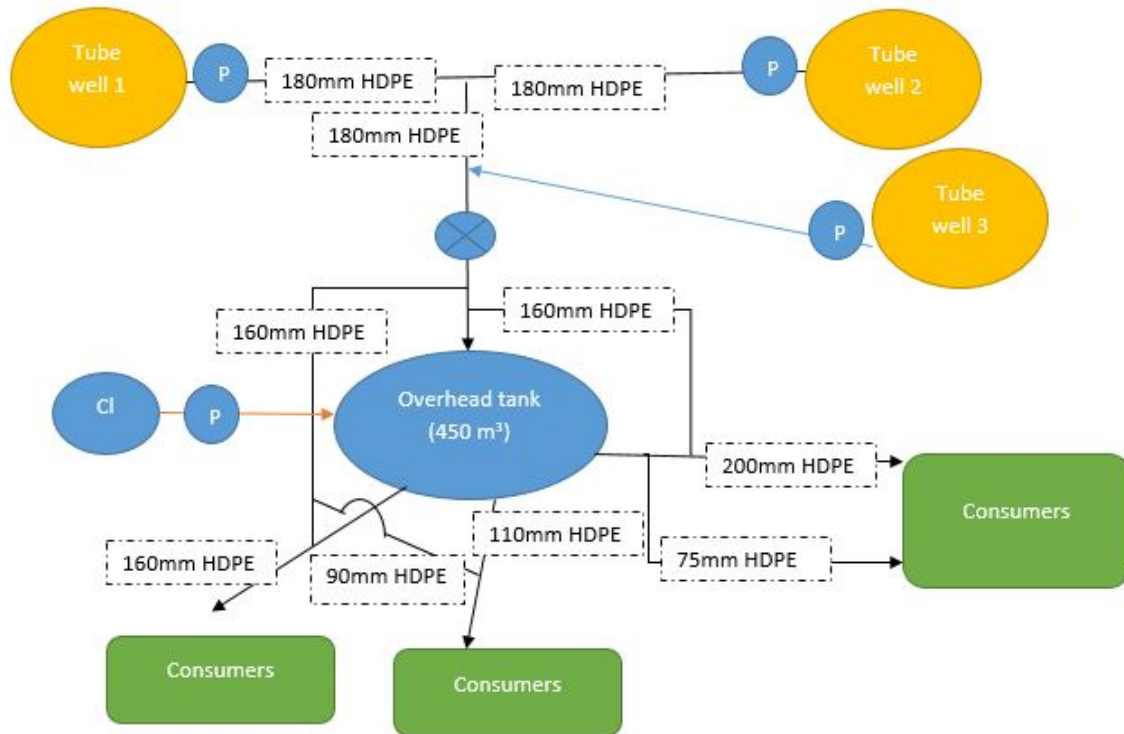 Tube
well 1
P
180mm HDPE
180mm HDPE
P
Tube
well 2
180mm HDPE
Tube
well 3
P
160mm HDPE
160mm HDPE
Cl
P
Overhead tank
(450 m³)
200mm HDPE
Consumers
110mm HDPE
160mm HDPE
90mm HDPE
75mm HDPE
Consumers
Consumers